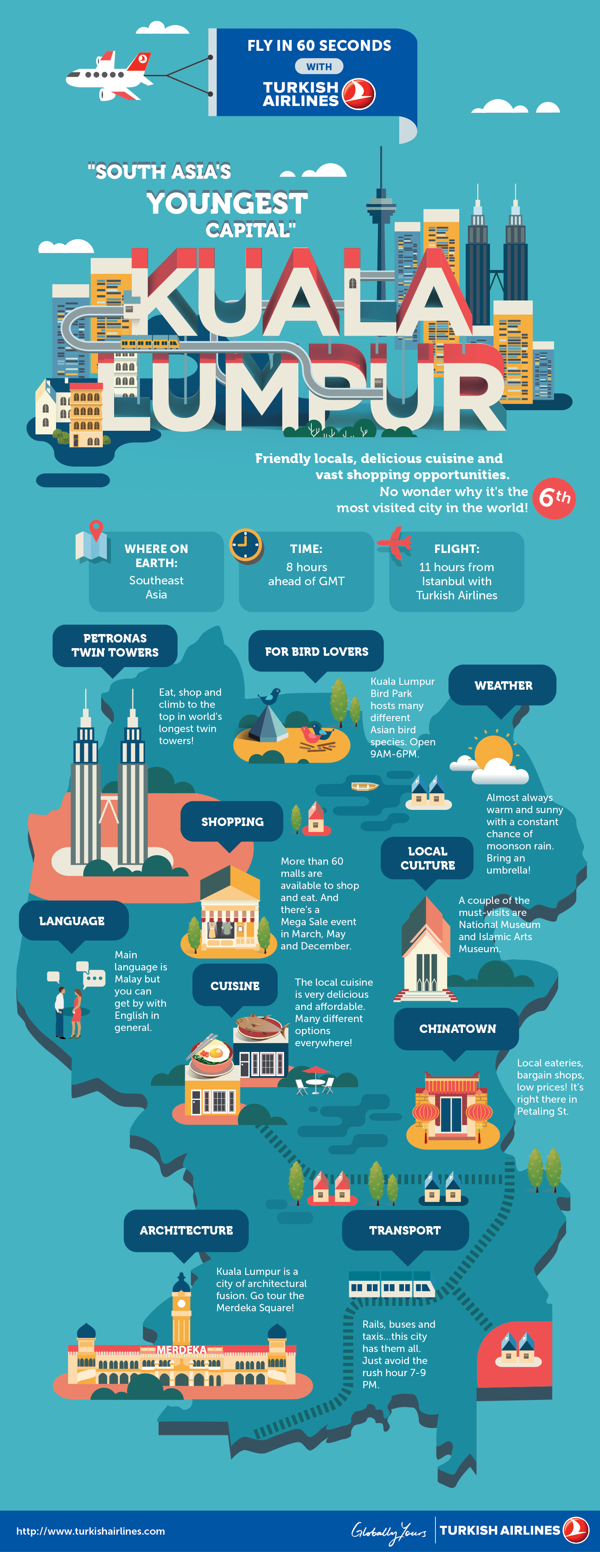 FLY IN 60 SECONDS
WITH
TURKISH
AIRLINES
"SOUTH ASIA'S
YOUNGEST
CAPITAL"
KUALA
LUMPUR
Friendly locals, delicious cuisine and
vast shopping opportunities.
No wonder why it's the
most visited city in the world!
6th
WHERE ON
EARTH:
Southeast
Asia
TIME:
8 hours
ahead of GMT
FLIGHT:
11 hours from
Istanbul with
Turkish Airlines
PETRONAS
TWIN TOWERS
Eat, shop and
climb to the
top in world's
longest twin
towers!
FOR BIRD LOVERS
Kuala Lumpur
Bird Park
hosts many
different
Asian bird
species. Open
9AM-6PM.
WEATHER
Almost always
warm and sunny
with a constant
chance of
moonson rain.
Bring an
umbrella!
SHOPPING
More than 60
malls are
available to shop
and eat. And
there's a
Mega Sale event
in March, May
and December.
LOCAL
CULTURE
A couple of the
must-visits are
National Museum
and Islamic Arts
Museum.
LANGUAGE
Main
language is
Malay but
you can
get by with
English in
general.
CUISINE
The local cuisine
is very delicious
and affordable.
Many different
options
everywhere!
CHINATOWN
Local eateries,
bargain shops,
low prices! It's
right there in
Petaling St.
ARCHITECTURE
Kuala Lumpur is a
city of architectural
fusion. Go tour the
Merdeka Square!
MERDEKA
TRANSPORT
Rails, buses and
taxis...this city
has them all.
Just avoid the
rush hour 7-9
PM.
http://www.turkishairlines.com
Globally Yours
TURKISH AIRLINES